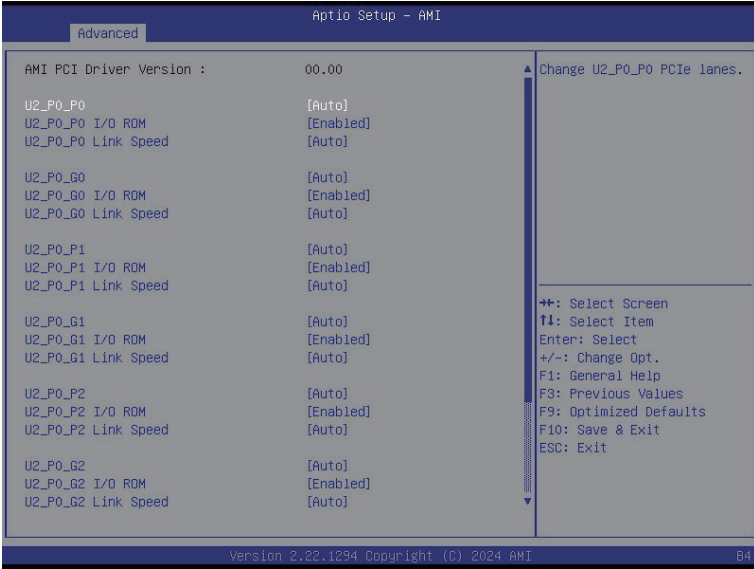 Aptio Setup – AMI
Advanced
AMI PCI Driver Version : 00.00
U2_P0_P0 [Auto]
U2_P0_P0 I/O ROM [Enabled]
U2_P0_P0 Link Speed [Auto]
U2_P0_G0 [Auto]
U2_P0_G0 I/O ROM [Enabled]
U2_P0_G0 Link Speed [Auto]
U2_P0_P1 [Auto]
U2_P0_P1 I/O ROM [Enabled]
U2_P0_P1 Link Speed [Auto]
U2_P0_G1 [Auto]
U2_P0_G1 I/O ROM [Enabled]
U2_P0_G1 Link Speed [Auto]
U2_P0_P2 [Auto]
U2_P0_P2 I/O ROM [Enabled]
U2_P0_P2 Link Speed [Auto]
U2_P0_G2 [Auto]
U2_P0_G2 I/O ROM [Enabled]
U2_P0_G2 Link Speed [Auto]
Change U2_P0_P0 PCIe lanes.
→←: Select Screen
↑↓: Select Item
Enter: Select
+/-: Change Opt.
F1: General Help
F3: Previous Values
F9: Optimized Defaults
F10: Save & Exit
ESC: Exit
Version 2.22.1294 Copyright (C) 2024 AMI
B4